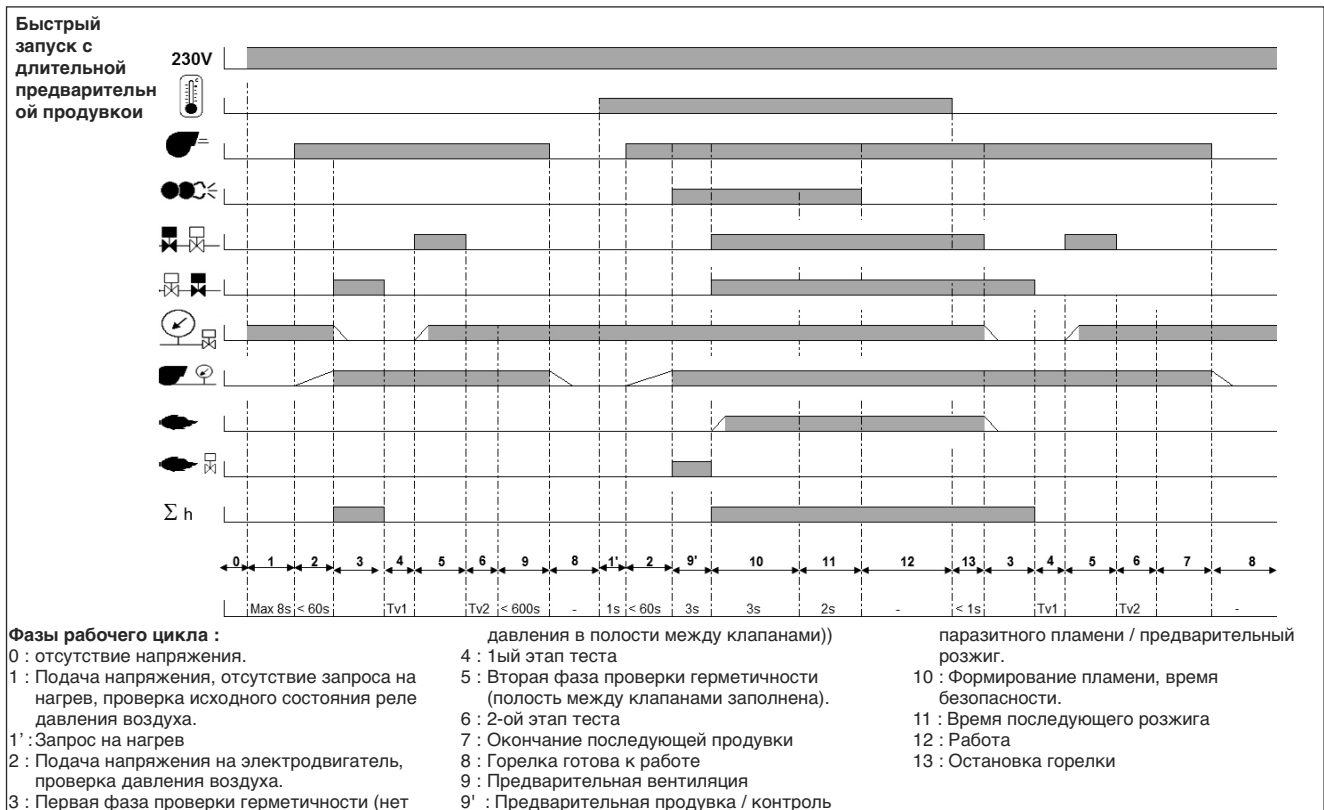 Быстрый
запуск с
длительной
предварительн
ой продувкой
230V
Σ h
0 1 2 3 4 5 6 9 8 1' 2 9' 10 11 12 13 3 4 5 6 7 8
Max 8s < 60s Tv1 Tv2 < 600s - 1s < 60s 3s 3s 2s - < 1s Tv1 Tv2 -
Фазы рабочего цикла :
0 : отсутствие напряжения.
1 : Подача напряжения, отсутствие запроса на
нагрев, проверка исходного состояния реле
давления воздуха.
1' : Запрос на нагрев
2 : Подача напряжения на электродвигатель,
проверка давления воздуха.
3 : Первая фаза проверки герметичности (нет
давления в полости между клапанами))
4 : 1ый этап теста
5 : Вторая фаза проверки герметичности
(полость между клапанами заполнена).
6 : 2-ой этап теста
7 : Окончание последующей продувки
8 : Горелка готова к работе
9 : Предварительная вентиляция
9' : Предварительная продувка / контроль
паразитного пламени / предварительный
розжиг.
10 : Формирование пламени, время
безопасности.
11 : Время последующего розжига
12 : Работа
13 : Остановка горелки